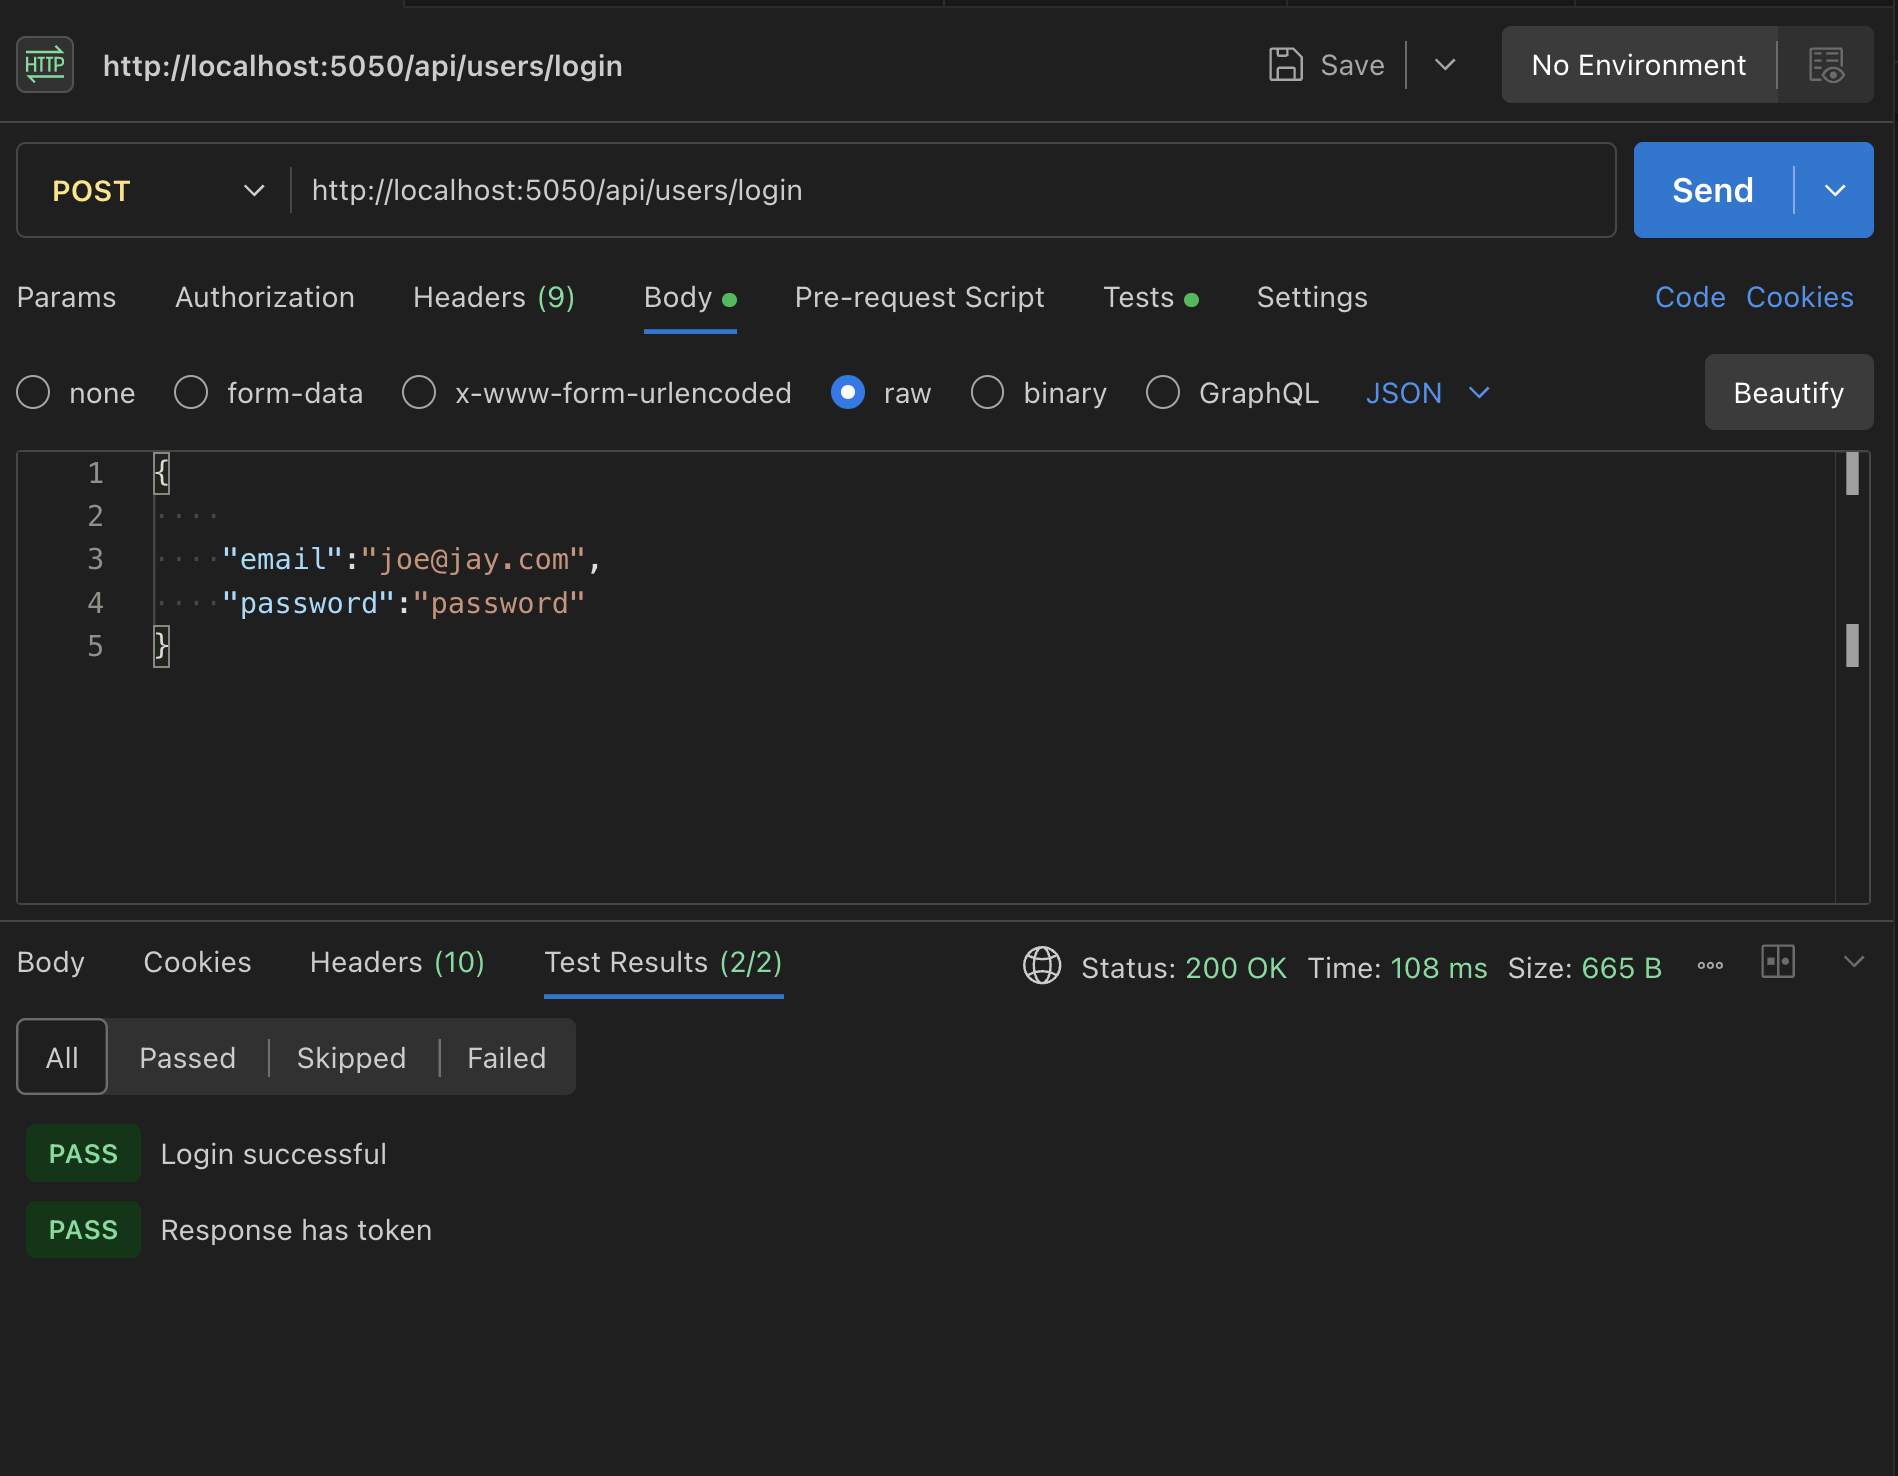 HTTP http://localhost:5050/api/users/login Save No Environment
POST http://localhost:5050/api/users/login Send
Params Authorization Headers (9) Body Pre-request Script Tests Settings Code Cookies
none form-data x-www-form-urlencoded raw binary GraphQL JSON Beautify
1 {
2
3 "email":"joe@jay.com",
4 "password":"password"
5 }
Body Cookies Headers (10) Test Results (2/2) Status: 200 OK Time: 108 ms Size: 665 B
All Passed Skipped Failed
PASS Login successful
PASS Response has token